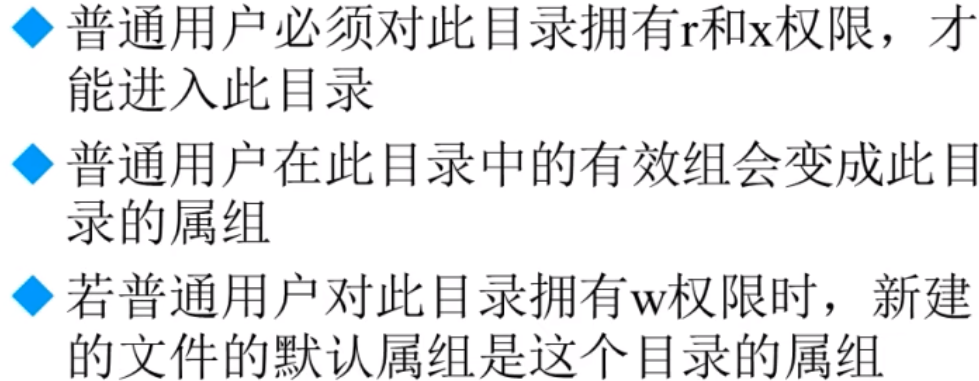 普通用户必须对此目录拥有r和x权限，才
能进入此目录
普通用户在此目录中的有效组会变成此目
录的属组
若普通用户对此目录拥有w权限时，新建
的文件的默认属组是这个目录的属组